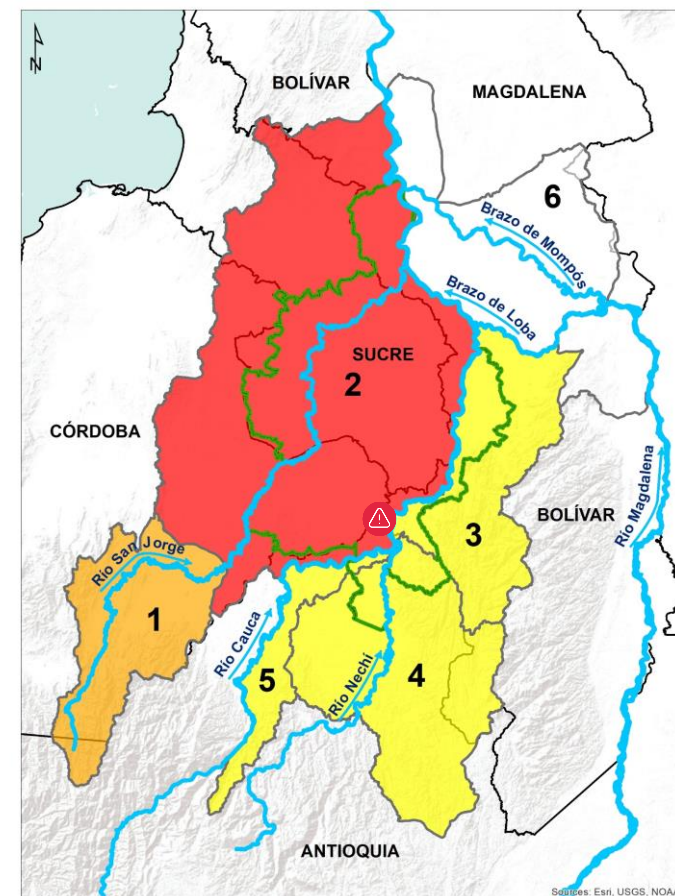 N
BOLÍVAR
MAGDALENA
6
Brazo de Mompós
Brazo de Loba
SUCRE
2
CÓRDOBA
3
BOLÍVAR
Río Magdalena
Río San Jorge
1
Río Cauca
5
Río Nechí
4
ANTIOQUIA
Sources: Esri, USGS, NOAA